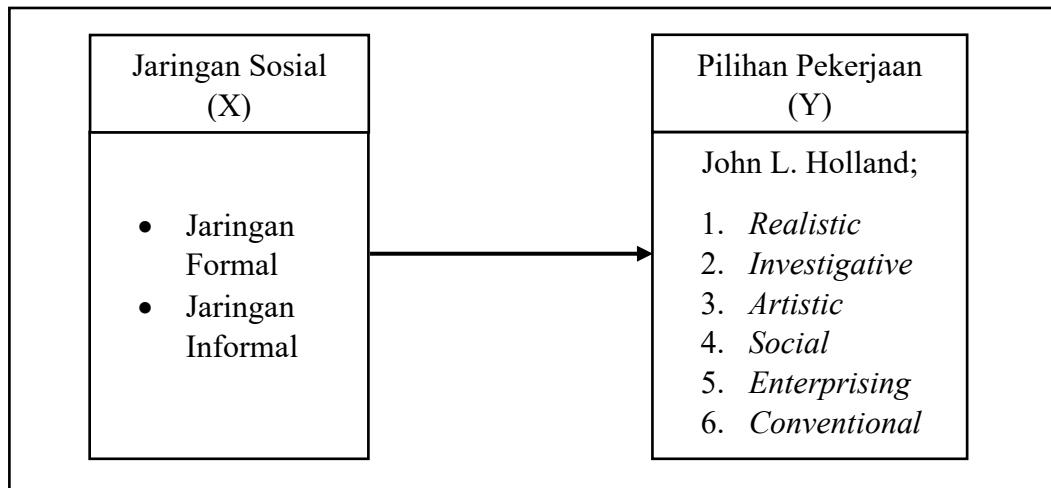 Jaringan Sosial
(X)
• Jaringan
Formal
• Jaringan
Informal
Pilihan Pekerjaan
(Y)
John L. Holland;
1. Realistic
2. Investigative
3. Artistic
4. Social
5. Enterprising
6. Conventional